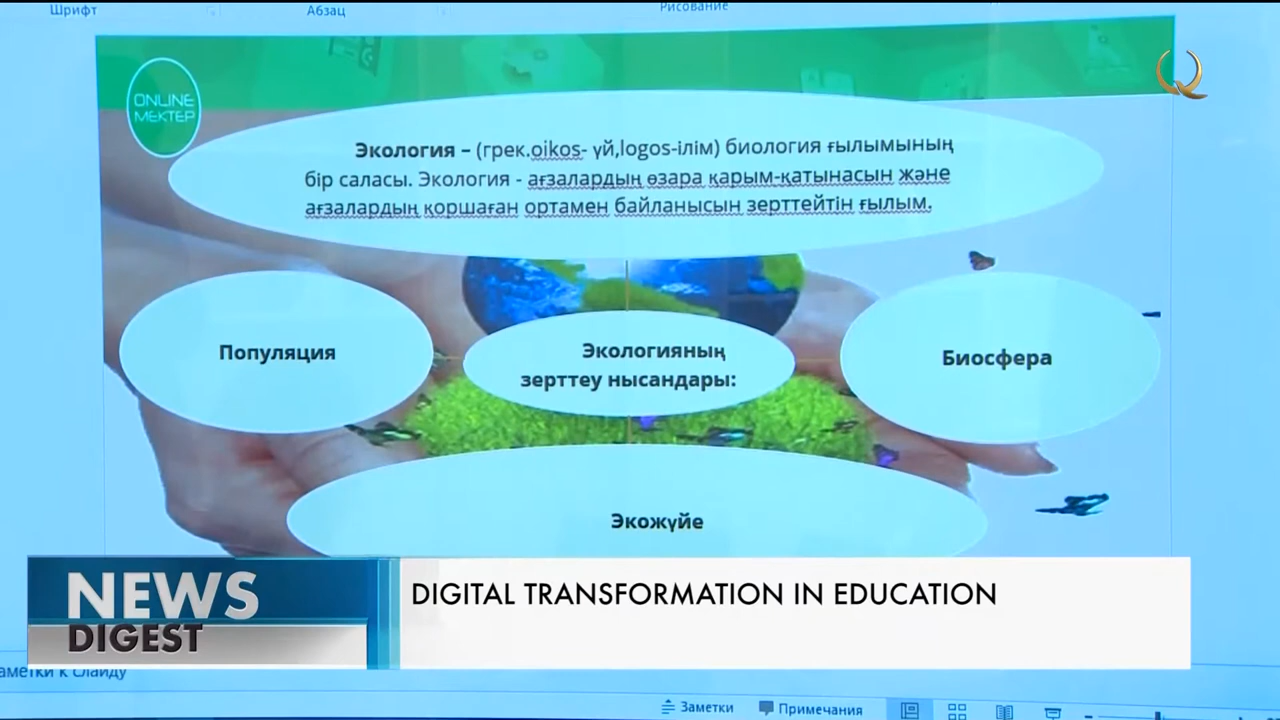 Шрифт
Абзац
Рисование
ONLINE
МЕКТЕР
Экология – (грек.oikos- үй,logos-ілім) биология ғылымының
бір саласы. Экология - ағзалардың өзара қарым-қатынасын және
ағзалардың қоршаған ортамен байланысын зерттейтін ғылым.
Популяция
Экологияның
зерттеу нысандары:
Биосфера
Экожүйе
NEWS
DIGEST
DIGITAL TRANSFORMATION IN EDUCATION
аметки к слайду
Заметки
Примечания